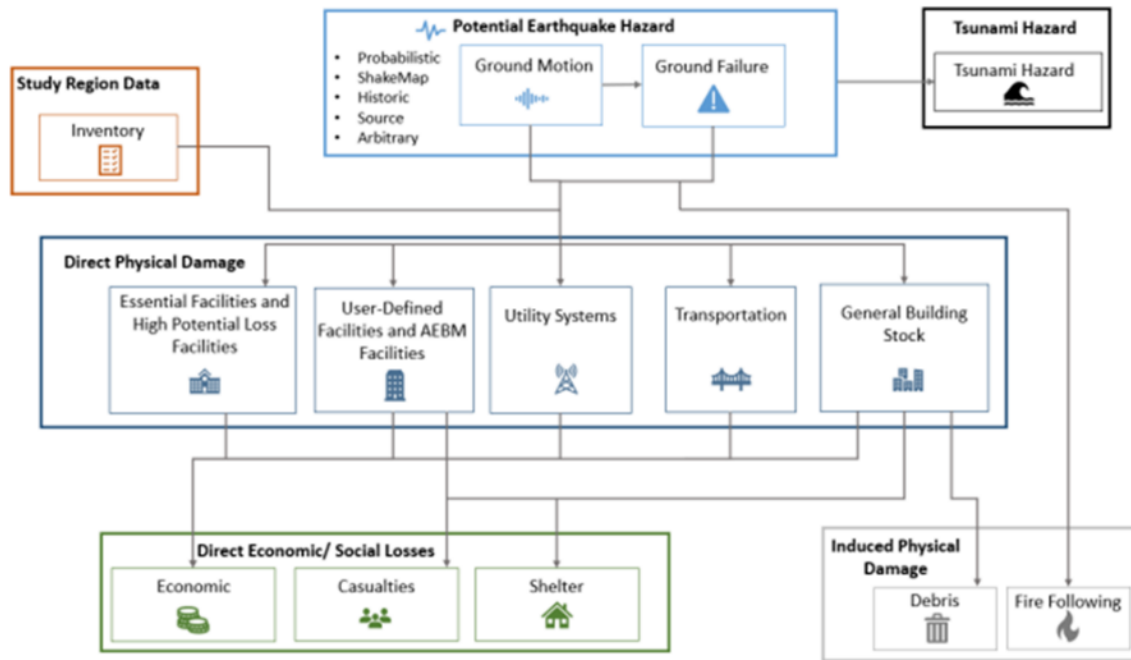 Potential Earthquake Hazard
• Probabilistic
• ShakeMap
• Historic
• Source
• Arbitrary
Ground Motion
Ground Failure
Tsunami Hazard
Tsunami Hazard
Study Region Data
Inventory
Direct Physical Damage
Essential Facilities and
High Potential Loss
Facilities
User-Defined
Facilities and AEBM
Facilities
Utility Systems
Transportation
General Building
Stock
Direct Economic/ Social Losses
Economic
Casualties
Shelter
Induced Physical
Damage
Debris
Fire Following